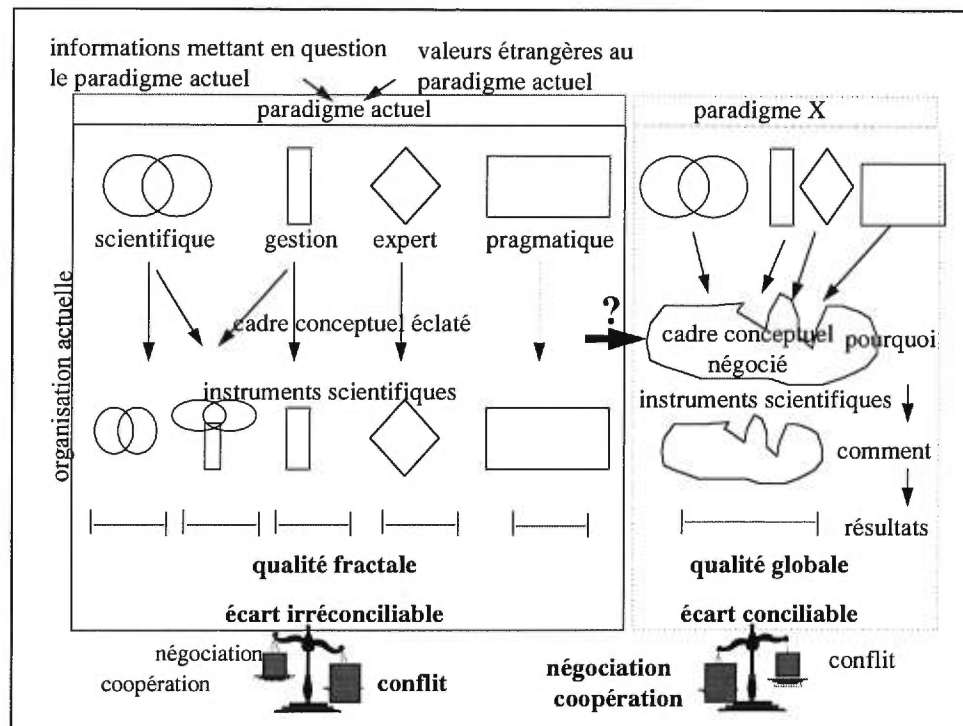 informations mettant en question
le paradigme actuel
valeurs étrangères au
paradigme actuel
paradigme actuel
paradigme X
scientifique
gestion
expert
pragmatique
organisation actuelle
cadre conceptuel éclaté
?
cadre conceptuel
négocié
pourquoi
instruments scientifiques
instruments scientifiques
comment
résultats
qualité fractale
qualité globale
écart irréconciliable
écart conciliable
négociation
coopération
conflit
négociation
coopération
conflit